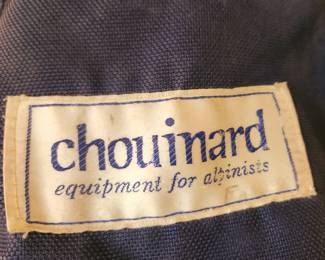 chouinard
equipment for alpinists